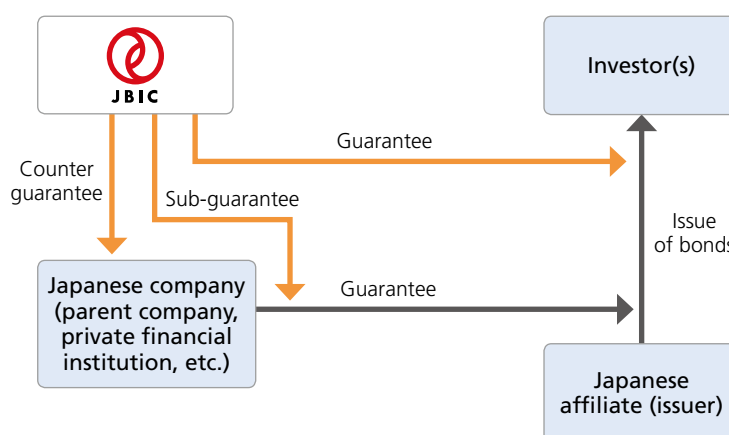 JBIC
Investor(s)
Guarantee
Counter
guarantee
Sub-guarantee
Issue
of bonds
Japanese company
(parent company,
private financial
institution, etc.)
Guarantee
Japanese
affiliate (issuer)